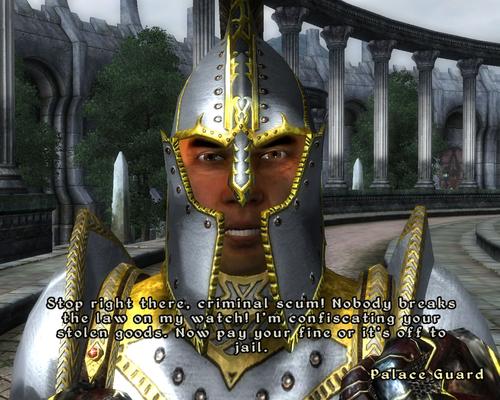 Stop right there, criminal scum! Nobody breaks
the law on my watch! I'm confiscating your
stolen goods. Now pay your fine or it's off to
jail.
Palace Guard